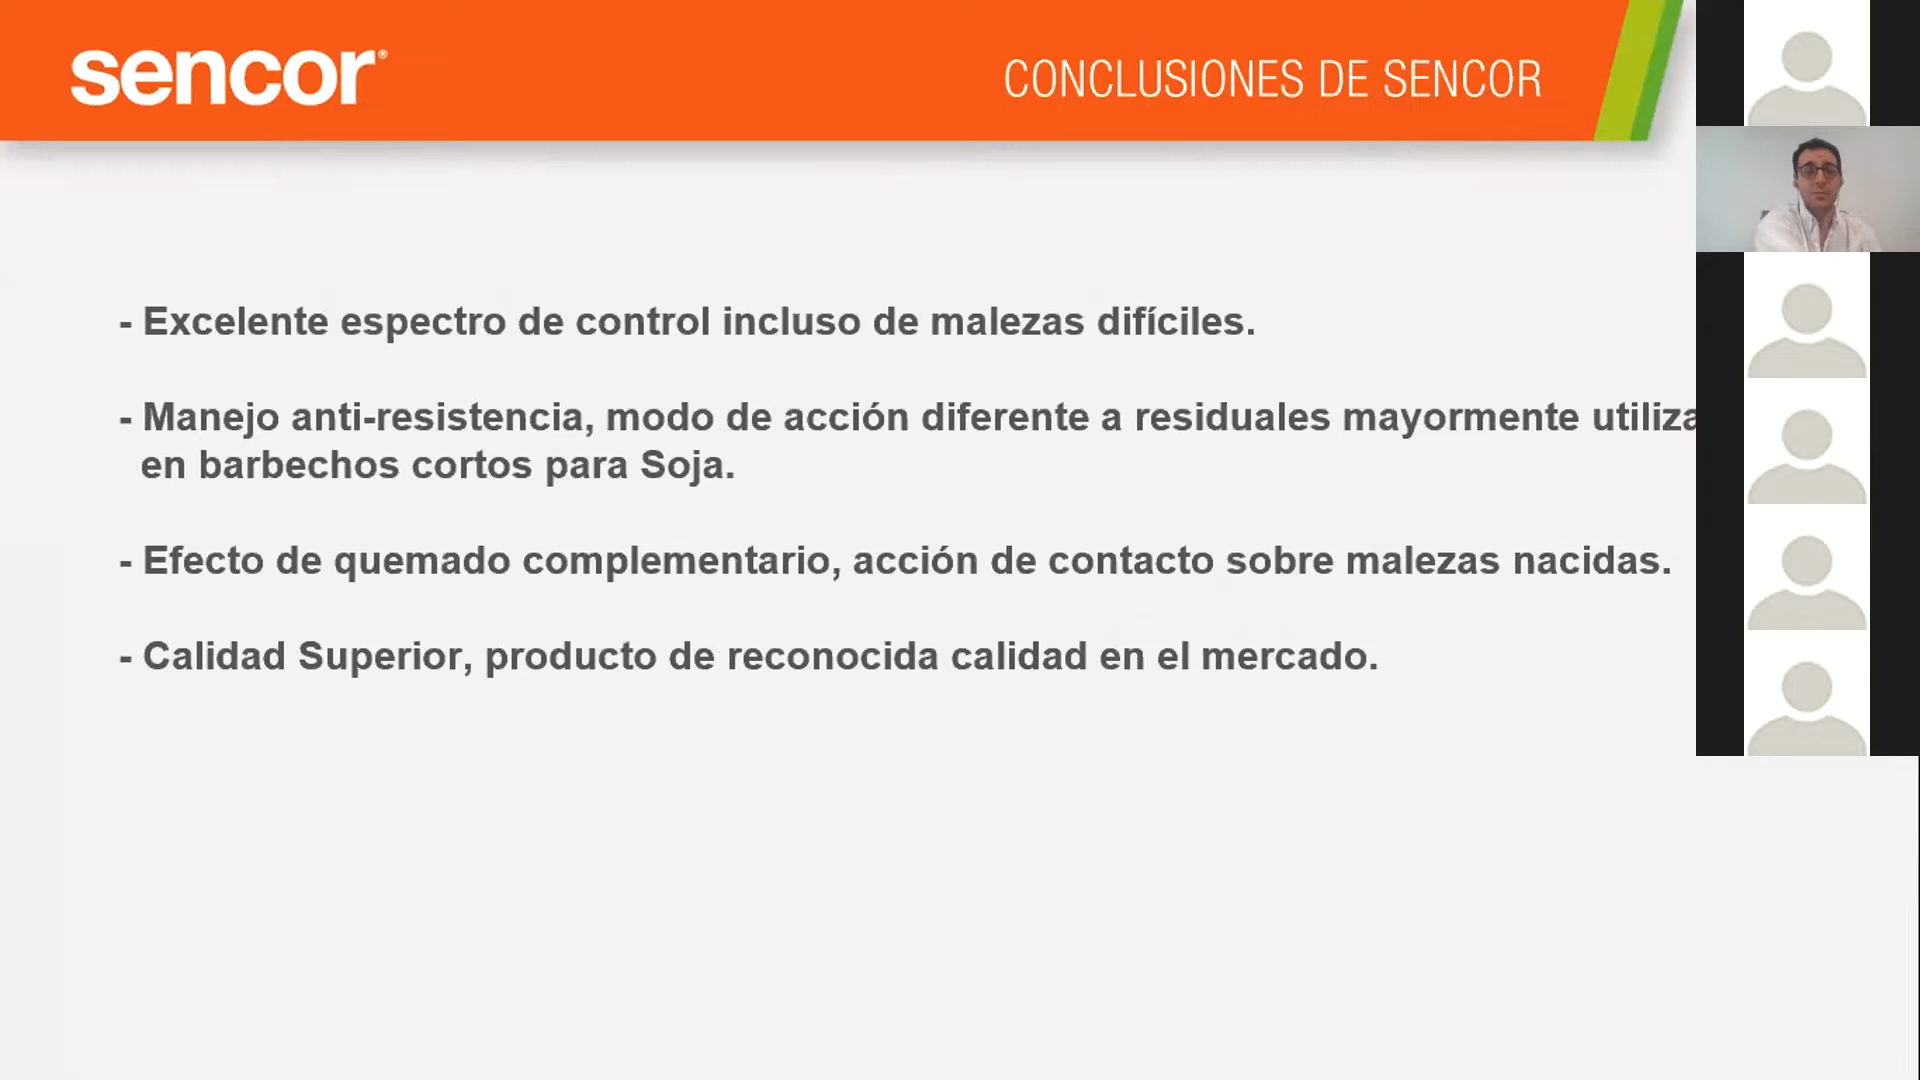 sencor®
CONCLUSIONES DE SENCOR
- Excelente espectro de control incluso de malezas difíciles.
- Manejo anti-resistencia, modo de acción diferente a residuales mayormente
en barbechos cortos para Soja.
- Efecto de quemado complementario, acción de contacto sobre malezas nacidas.
- Calidad Superior, producto de reconocida calidad en el mercado.